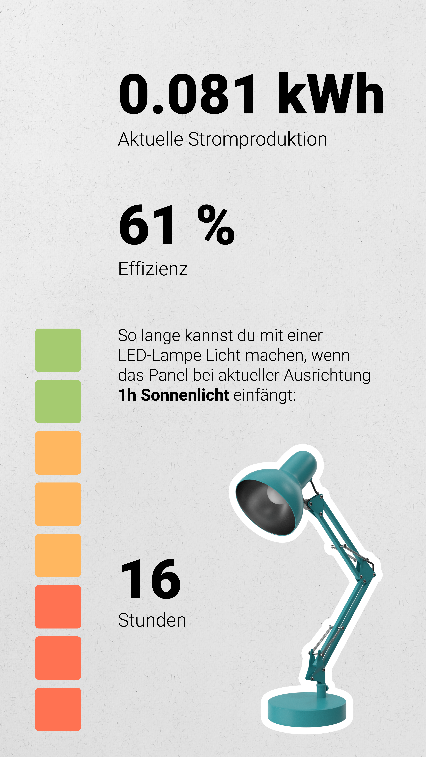 0.081 kWh
Aktuelle Stromproduktion
61 %
Effizienz
So lange kannst du mit einer
LED-Lampe Licht machen, wenn
das Panel bei aktueller Ausrichtung
1h Sonnenlicht einfängt:
16
Stunden